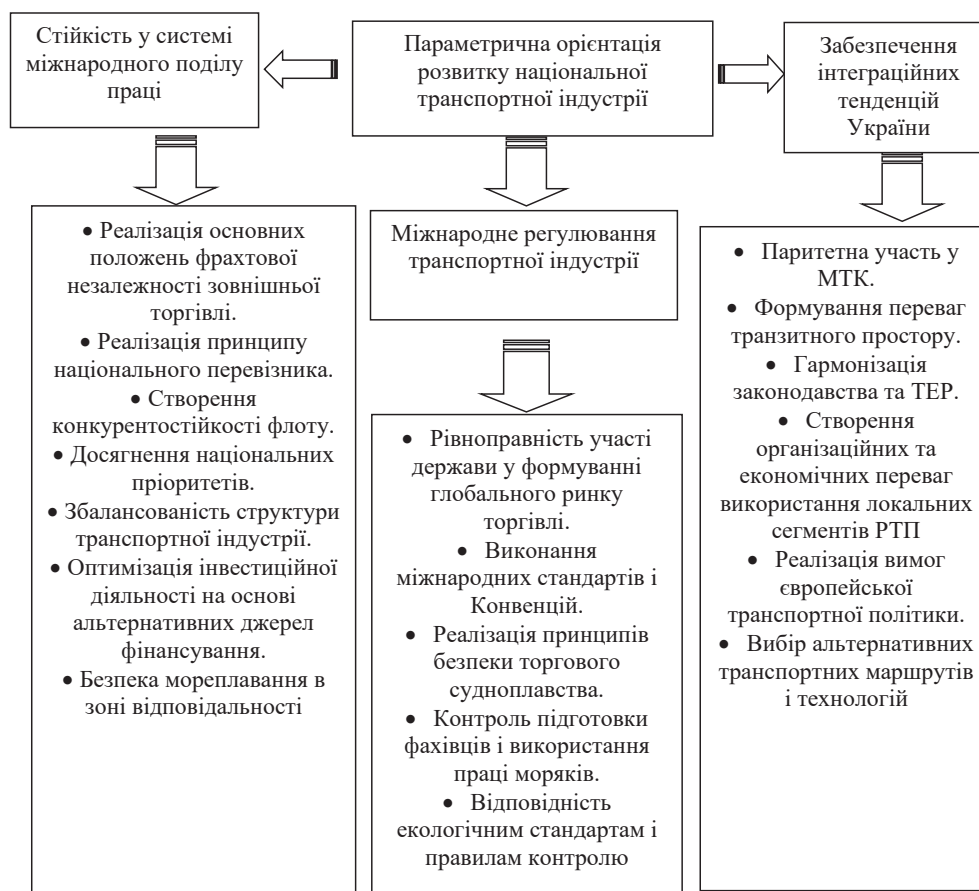 Стійкість у системі
міжнародного поділу
праці
Параметрична орієнтація
розвитку національної
транспортної індустрії
Забезпечення
інтеграційних
тенденцій
України
• Реалізація основних
положень фрахтової
незалежності зовнішньої
торгівлі.
• Реалізація принципу
національного перевізника.
• Створення
конкурентостійкості флоту.
• Досягнення національних
пріоритетів.
• Збалансованість структури
транспортної індустрії.
• Оптимізація інвестиційної
діяльності на основі
альтернативних джерел
фінансування.
• Безпека мореплавання в
зоні відповідальності
Міжнародне регулювання
транспортної індустрії
• Рівноправність участі
держави у формуванні
глобального ринку
торгівлі.
• Виконання
міжнародних стандартів і
Конвенцій.
• Реалізація принципів
безпеки торгового
судноплавства.
• Контроль підготовки
фахівців і використання
праці моряків.
• Відповідність
екологічним стандартам і
правилам контролю
• Паритетна участь у
МТК.
• Формування переваг
транзитного простору.
• Гармонізація
законодавства та ТЕР.
• Створення
організаційних та
економічних переваг
використання локальних
сегментів РТП
• Реалізація вимог
європейської
транспортної політики.
• Вибір альтернативних
транспортних маршрутів
і технологій